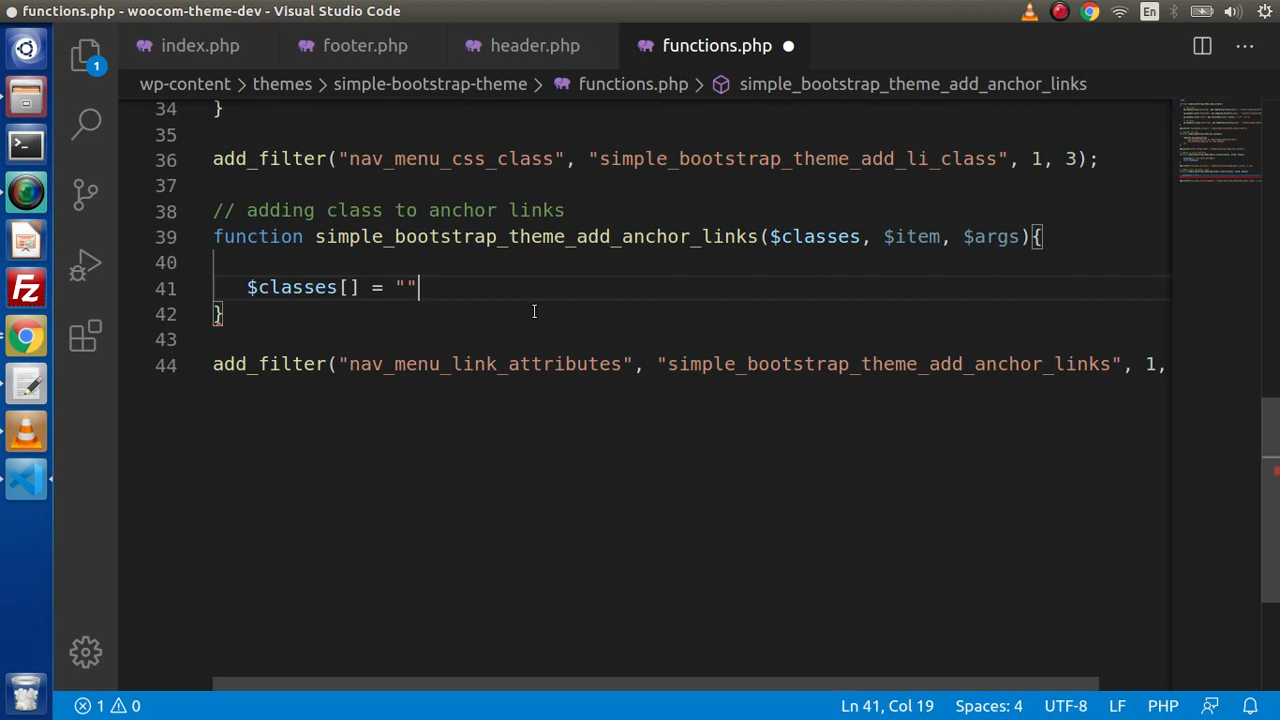 functions.php - woocom-theme-dev - Visual Studio Code
En
index.php
footer.php
header.php
functions.php
wp-content > themes > simple-bootstrap-theme > functions.php > simple_bootstrap_theme_add_anchor_links
1
34 }
35
36 add_filter("nav_menu_css_class", "simple_bootstrap_theme_add_li_class", 1, 3);
37
38 // adding class to anchor links
39 function simple_bootstrap_theme_add_anchor_links($classes, $item, $args){
40
41 $classes[] = ""
42 }
43
44 add_filter("nav_menu_link_attributes", "simple_bootstrap_theme_add_anchor_links", 1,
Fz
1 0
Ln 41, Col 19 Spaces: 4 UTF-8 LF PHP